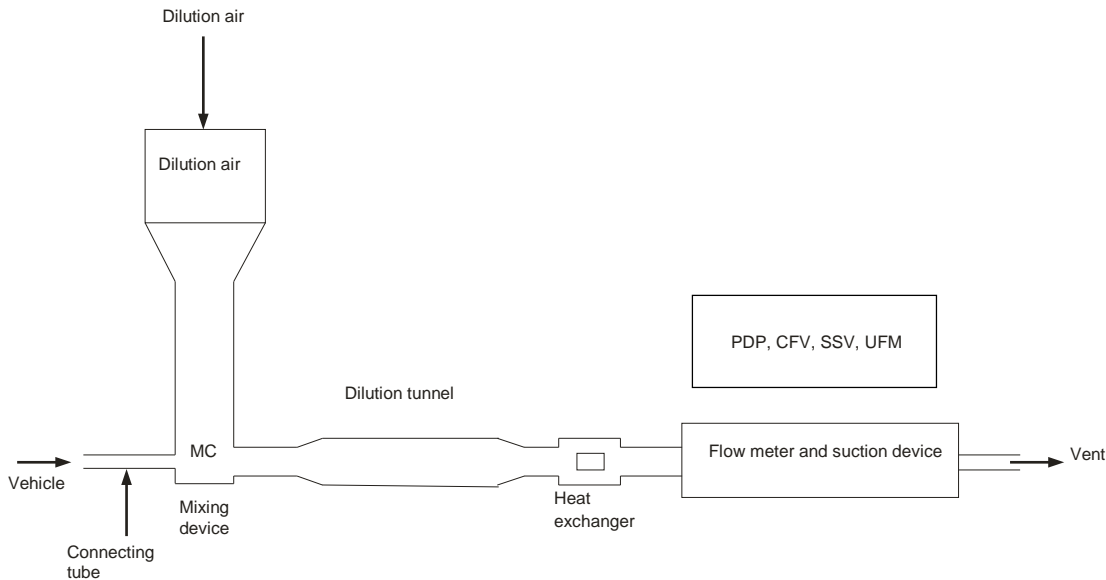 Dilution air
Dilution air
PDP, CFV, SSV, UFM
Dilution tunnel
MC
Flow meter and suction device
Vent
Vehicle
Heat
exchanger
Mixing
device
Connecting
tube